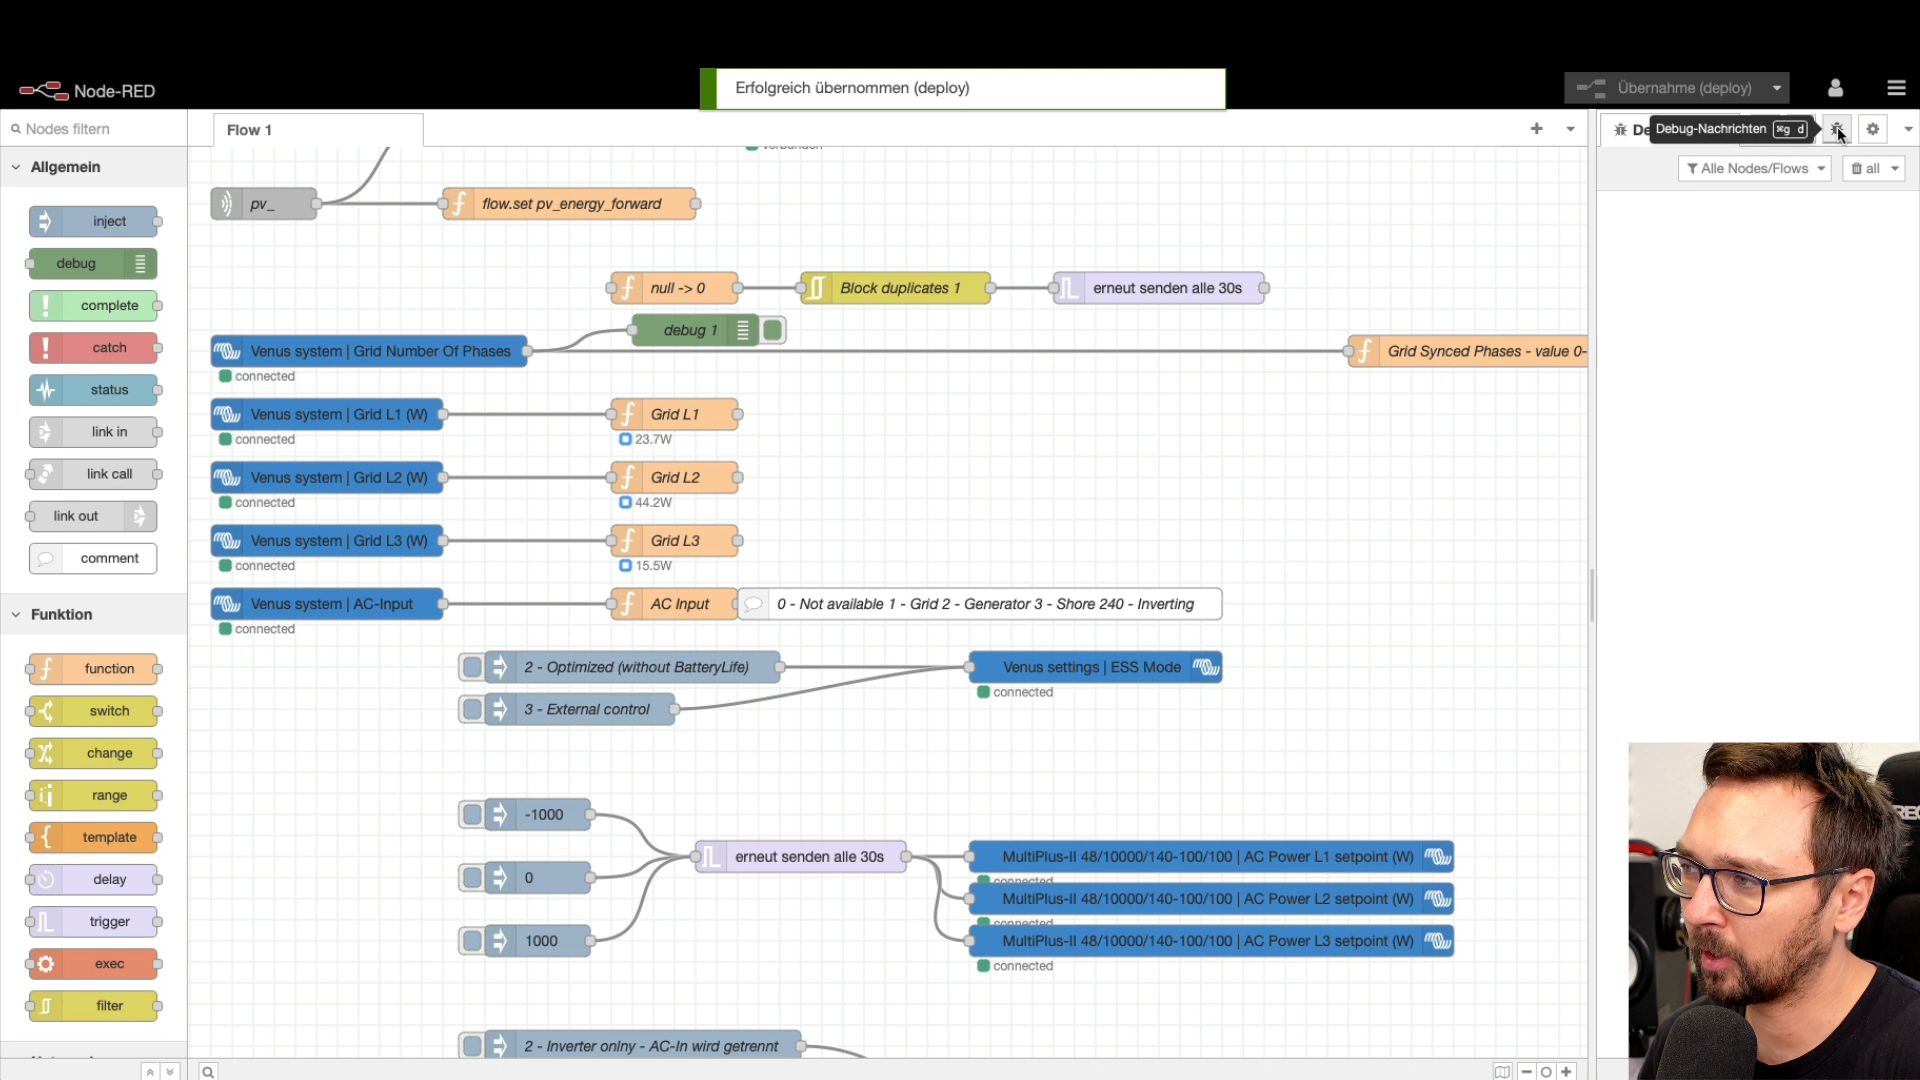 Node-RED
Erfolgreich übernommen (deploy)
Übernahme (deploy)
Nodes filtern
Flow 1
De
Debug-Nachrichten ⌘g d
Alle Nodes/Flows
all
Allgemein
inject
debug
complete
catch
status
link in
link call
link out
comment
Funktion
function
switch
change
range
template
delay
trigger
exec
filter
verbunden
pv_
flow.set pv_energy_forward
null -> 0
Block duplicates 1
erneut senden alle 30s
debug 1
Venus system | Grid Number Of Phases
connected
Grid Synced Phases - value 0-
Venus system | Grid L1 (W)
connected
Grid L1
23.7W
Venus system | Grid L2 (W)
connected
Grid L2
44.2W
Venus system | Grid L3 (W)
connected
Grid L3
15.5W
Venus system | AC-Input
connected
AC Input
0 - Not available 1 - Grid 2 - Generator 3 - Shore 240 - Inverting
2 - Optimized (without BatteryLife)
Venus settings | ESS Mode
connected
3 - External control
-1000
0
1000
erneut senden alle 30s
MultiPlus-II 48/10000/140-100/100 | AC Power L1 setpoint (W)
connected
MultiPlus-II 48/10000/140-100/100 | AC Power L2 setpoint (W)
connected
MultiPlus-II 48/10000/140-100/100 | AC Power L3 setpoint (W)
connected
2 - Inverter onlny - AC-In wird getrennt